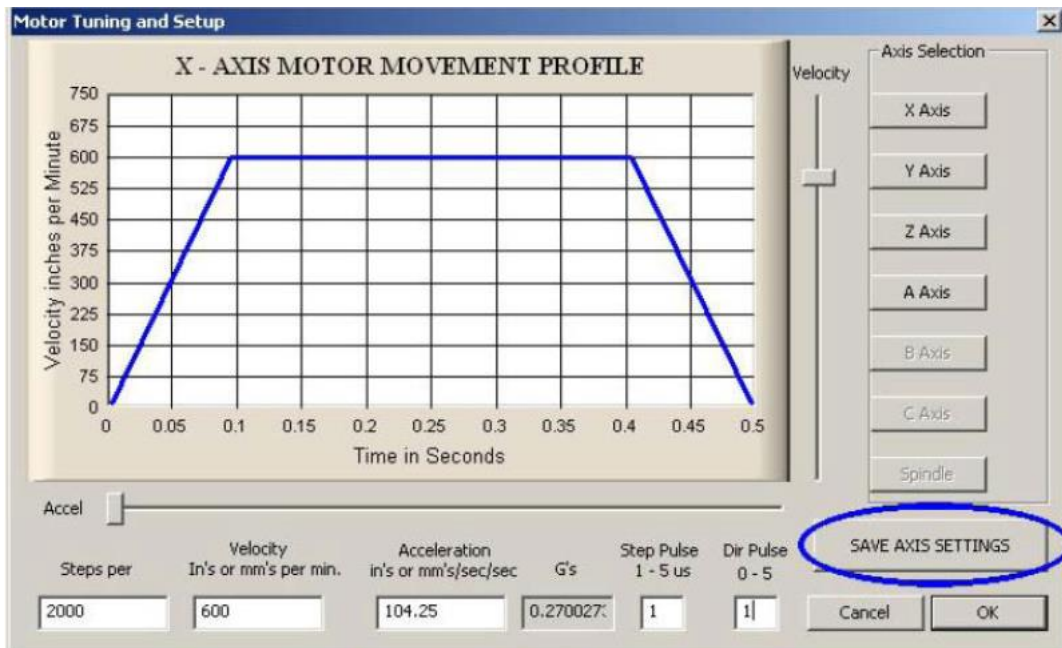 Motor Tuning and Setup
X - AXIS MOTOR MOVEMENT PROFILE
Velocity inches per Minute
750
675
600
525
450
375
300
225
150
75
0
0 0.05 0.1 0.15 0.2 0.25 0.3 0.35 0.4 0.45 0.5
Time in Seconds
Velocity
Axis Selection
X Axis
Y Axis
Z Axis
A Axis
B Axis
C Axis
Spindle
Accel
SAVE AXIS SETTINGS
Steps per
Velocity
In's or mm's per min.
Acceleration
in's or mm's/sec/sec
G's
Step Pulse
1 - 5 us
Dir Pulse
0 - 5
2000
600
104.25
0.270027
1
1
Cancel
OK